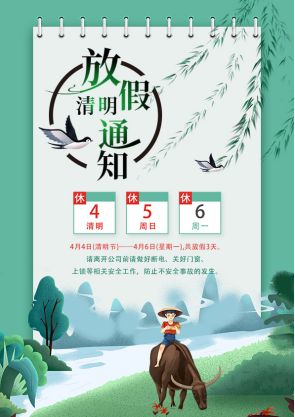 放假
清明
通知
休 休 休
4 5 6
清明 周日 周一
4月4日(清明节)——4月6日(星期一),共放假3天。
请离开公司前请做好断电、关好门窗、
上锁等相关安全工作，防止不安全事故的发生。